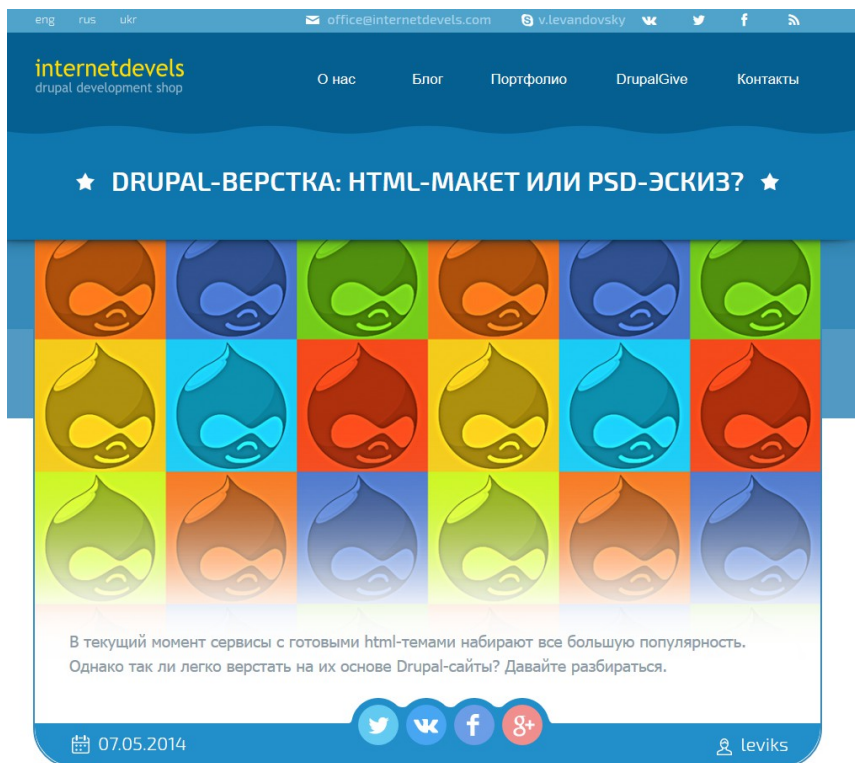 eng rus ukr office@internetdevels.com v.levandovsky
internetdevels
drupal development shop
О нас Блог Портфолио DrupalGive Контакты
DRUPAL-ВЕРСТКА: HTML-МАКЕТ ИЛИ PSD-ЭСКИЗ?
В текущий момент сервисы с готовыми html-темами набирают все большую популярность.
Однако так ли легко верстать на их основе Drupal-сайты? Давайте разбираться.
07.05.2014 leviks